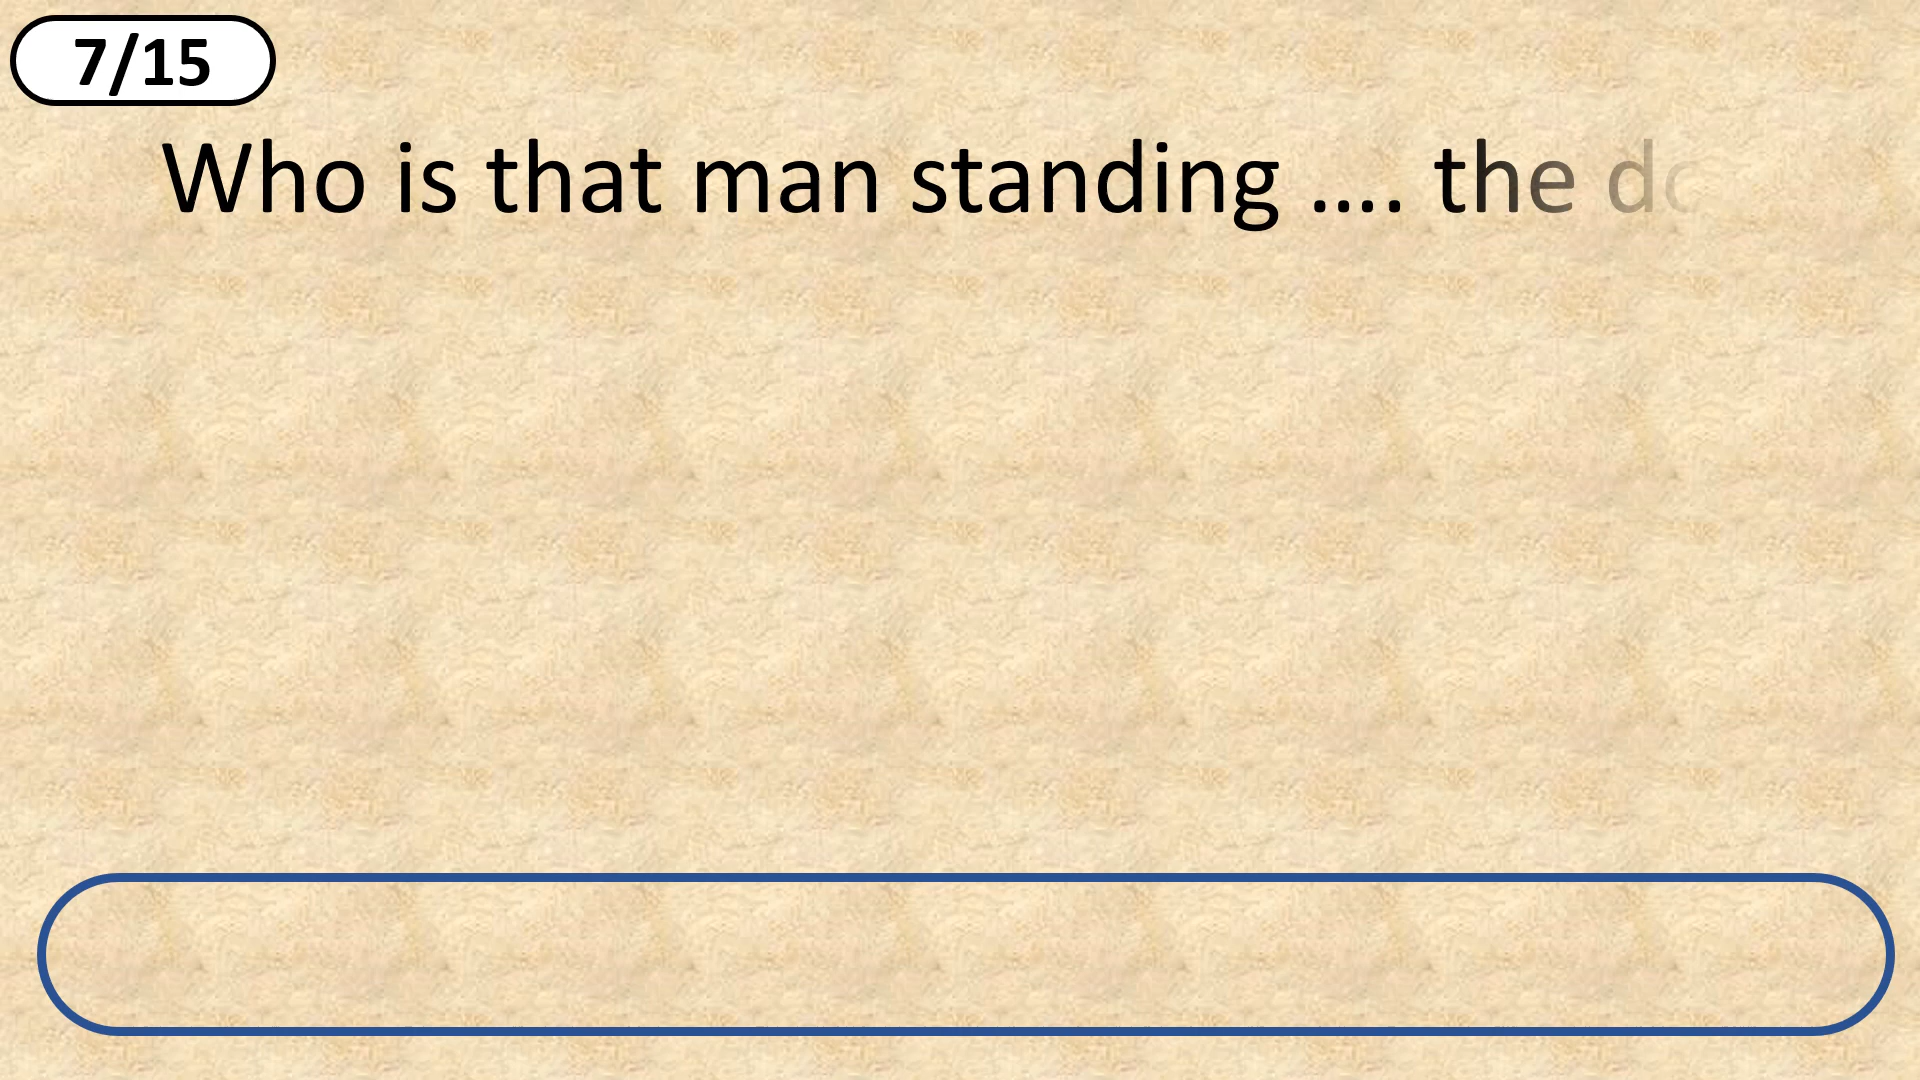 7/15
Who is that man standing .... the